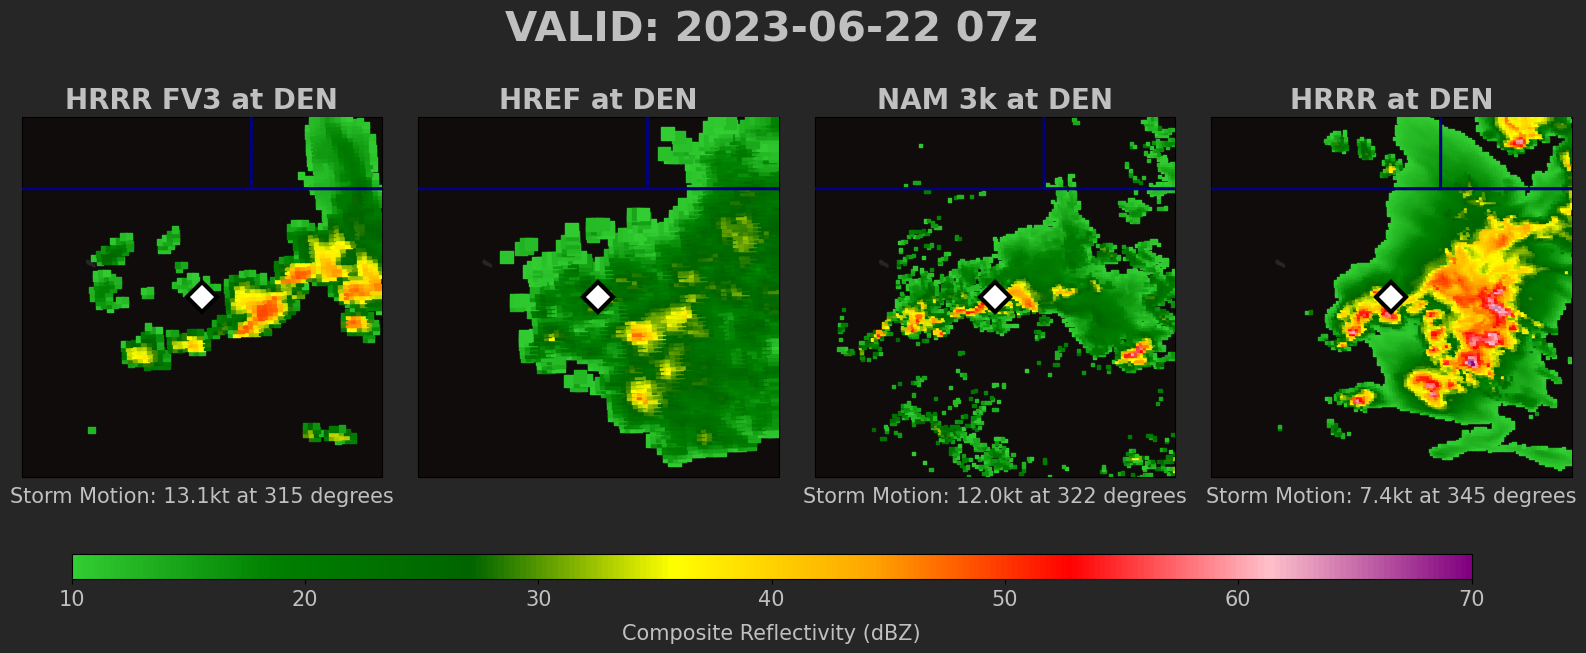 VALID: 2023-06-22 07z
HRRR FV3 at DEN
HREF at DEN
NAM 3k at DEN
HRRR at DEN
Storm Motion: 13.1kt at 315 degrees
Storm Motion: 12.0kt at 322 degrees
Storm Motion: 7.4kt at 345 degrees
10 20 30 40 50 60 70
Composite Reflectivity (dBZ)